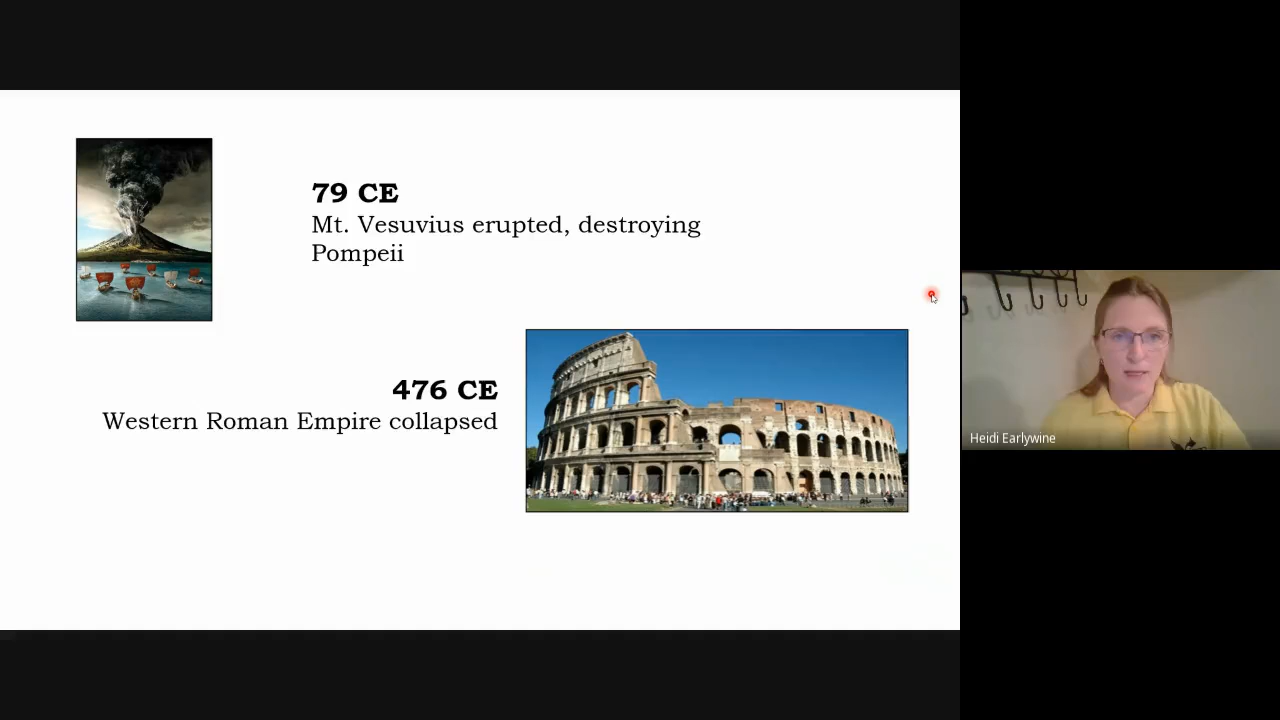 79 CE
Mt. Vesuvius erupted, destroying
Pompeii
476 CE
Western Roman Empire collapsed
Heidi Earlywine